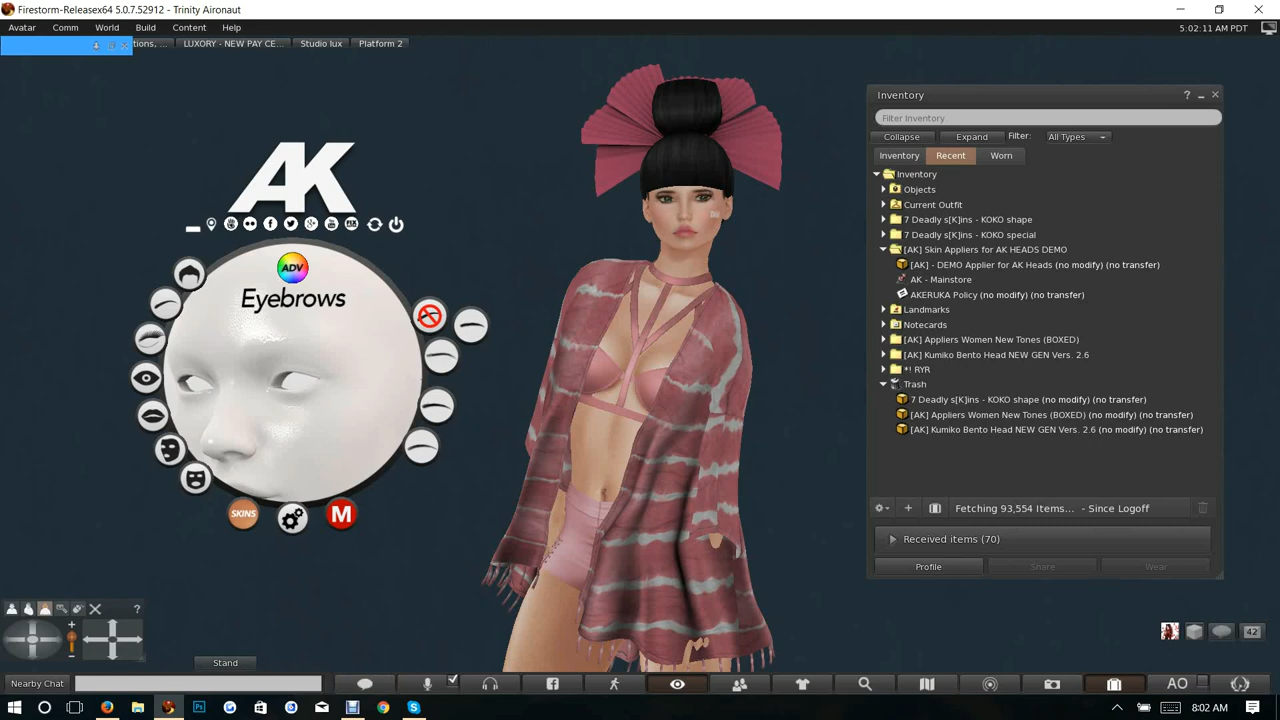 Firestorm-Releasex64 5.0.7.52912 - Trinity Aironaut
Avatar Comm World Build Content Help
5:02:11 AM PDT
tions, ... LUXORY - NEW PAY CE... Studio lux Platform 2
AK
ADV
Eyebrows
SKINS
M
Inventory
?
Filter Inventory
Collapse Expand Filter: All Types
Inventory Recent Worn
Inventory
Objects
Current Outfit
7 Deadly s[K]ins - KOKO shape
7 Deadly s[K]ins - KOKO special
[AK] Skin Appliers for AK HEADS DEMO
[AK] - DEMO Applier for AK Heads (no modify) (no transfer)
AK - Mainstore
AKERUKA Policy (no modify) (no transfer)
Landmarks
Notecards
[AK] Appliers Women New Tones (BOXED)
[AK] Kumiko Bento Head NEW GEN Vers. 2.6
*! RYR
Trash
7 Deadly s[K]ins - KOKO shape (no modify) (no transfer)
[AK] Appliers Women New Tones (BOXED) (no modify) (no transfer)
[AK] Kumiko Bento Head NEW GEN Vers. 2.6 (no modify) (no transfer)
Fetching 93,554 Items... - Since Logoff
Received items (70)
Profile Share Wear
?
42
Stand
Nearby Chat
AO
8:02 AM